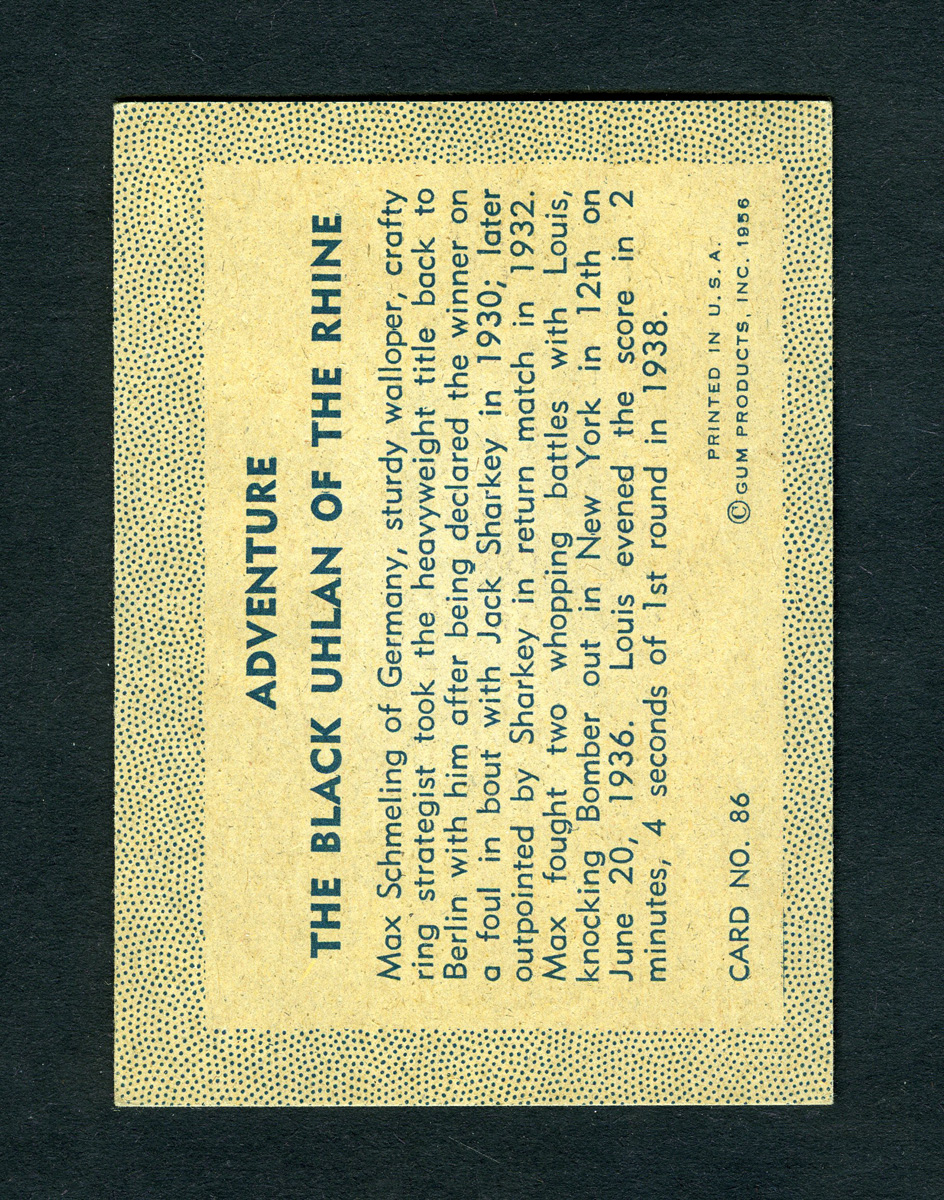 ADVENTURE
THE BLACK UHLAN OF THE RHINE
Max Schmeling of Germany, sturdy walloper, crafty
ring strategist took the heavyweight title back to
Berlin with him after being declared the winner on
a foul in bout with Jack Sharkey in 1930; later
outpointed by Sharkey in return match in 1932.
Max fought two whopping battles with Louis,
knocking Bomber out in New York in 12th on
June 20, 1936. Louis evened the score in 2
minutes, 4 seconds of 1st round in 1938.
PRINTED IN U.S.A.
CARD NO. 86 © GUM PRODUCTS, INC. 1956